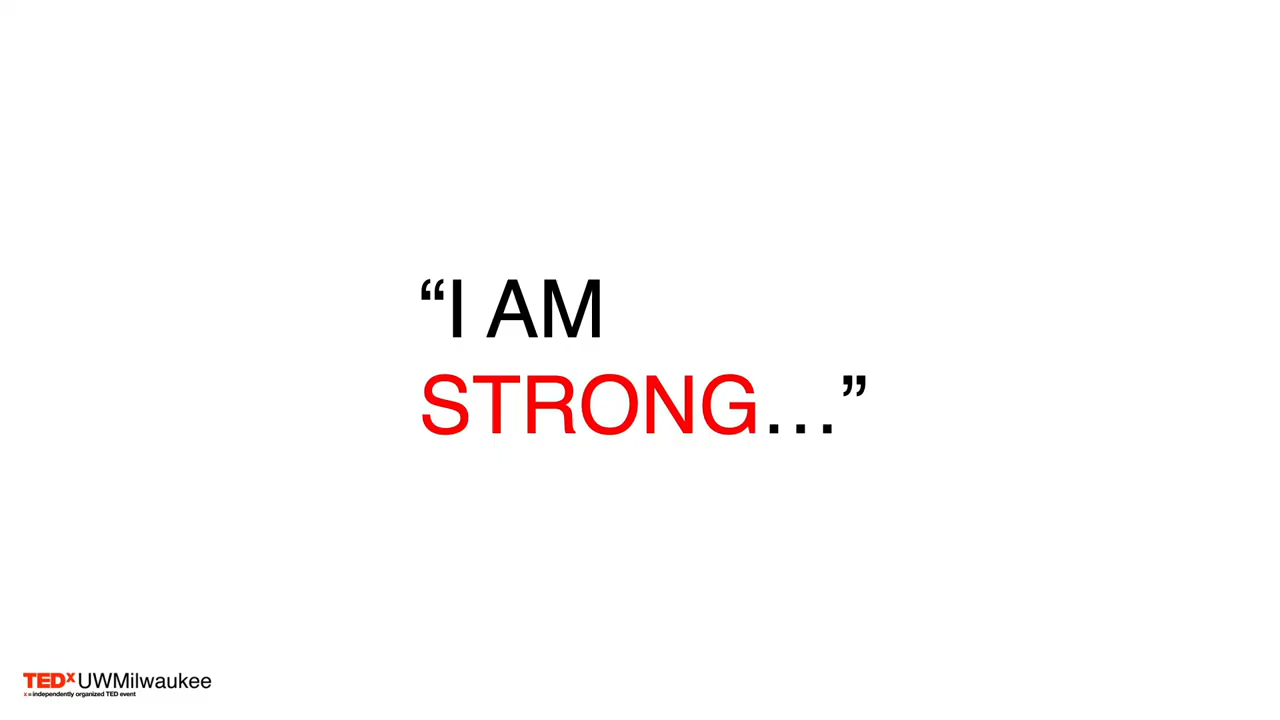 “I AM
STRONG…”
TEDxUWMilwaukee
x = independently organized TED event